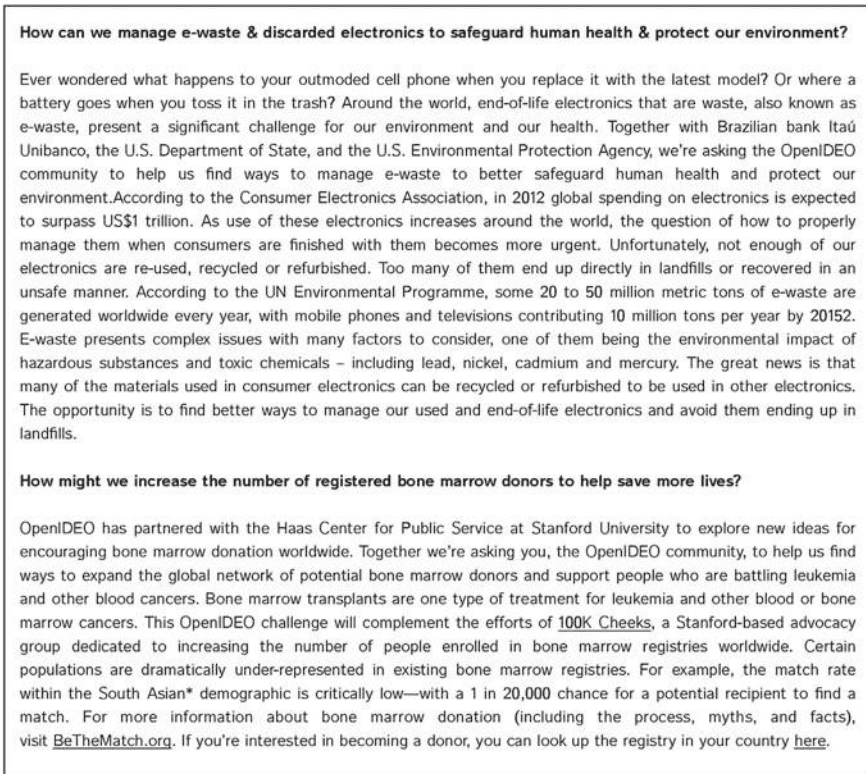 How can we manage e-waste & discarded electronics to safeguard human health & protect our environment?
Ever wondered what happens to your outmoded cell phone when you replace it with the latest model? Or where a
battery goes when you toss it in the trash? Around the world, end-of-life electronics that are waste, also known as
e-waste, present a significant challenge for our environment and our health. Together with Brazilian bank Itaú
Unibanco, the U.S. Department of State, and the U.S. Environmental Protection Agency, we're asking the OpenIDEO
community to help us find ways to manage e-waste to better safeguard human health and protect our
environment.According to the Consumer Electronics Association, in 2012 global spending on electronics is expected
to surpass US$1 trillion. As use of these electronics increases around the world, the question of how to properly
manage them when consumers are finished with them becomes more urgent. Unfortunately, not enough of our
electronics are re-used, recycled or refurbished. Too many of them end up directly in landfills or recovered in an
unsafe manner. According to the UN Environmental Programme, some 20 to 50 million metric tons of e-waste are
generated worldwide every year, with mobile phones and televisions contributing 10 million tons per year by 20152.
E-waste presents complex issues with many factors to consider, one of them being the environmental impact of
hazardous substances and toxic chemicals – including lead, nickel, cadmium and mercury. The great news is that
many of the materials used in consumer electronics can be recycled or refurbished to be used in other electronics.
The opportunity is to find better ways to manage our used and end-of-life electronics and avoid them ending up in
landfills.
How might we increase the number of registered bone marrow donors to help save more lives?
OpenIDEO has partnered with the Haas Center for Public Service at Stanford University to explore new ideas for
encouraging bone marrow donation worldwide. Together we're asking you, the OpenIDEO community, to help us find
ways to expand the global network of potential bone marrow donors and support people who are battling leukemia
and other blood cancers. Bone marrow transplants are one type of treatment for leukemia and other blood or bone
marrow cancers. This OpenIDEO challenge will complement the efforts of 100K Cheeks, a Stanford-based advocacy
group dedicated to increasing the number of people enrolled in bone marrow registries worldwide. Certain
populations are dramatically under-represented in existing bone marrow registries. For example, the match rate
within the South Asian* demographic is critically low—with a 1 in 20,000 chance for a potential recipient to find a
match. For more information about bone marrow donation (including the process, myths, and facts),
visit BeTheMatch.org. If you're interested in becoming a donor, you can look up the registry in your country here.